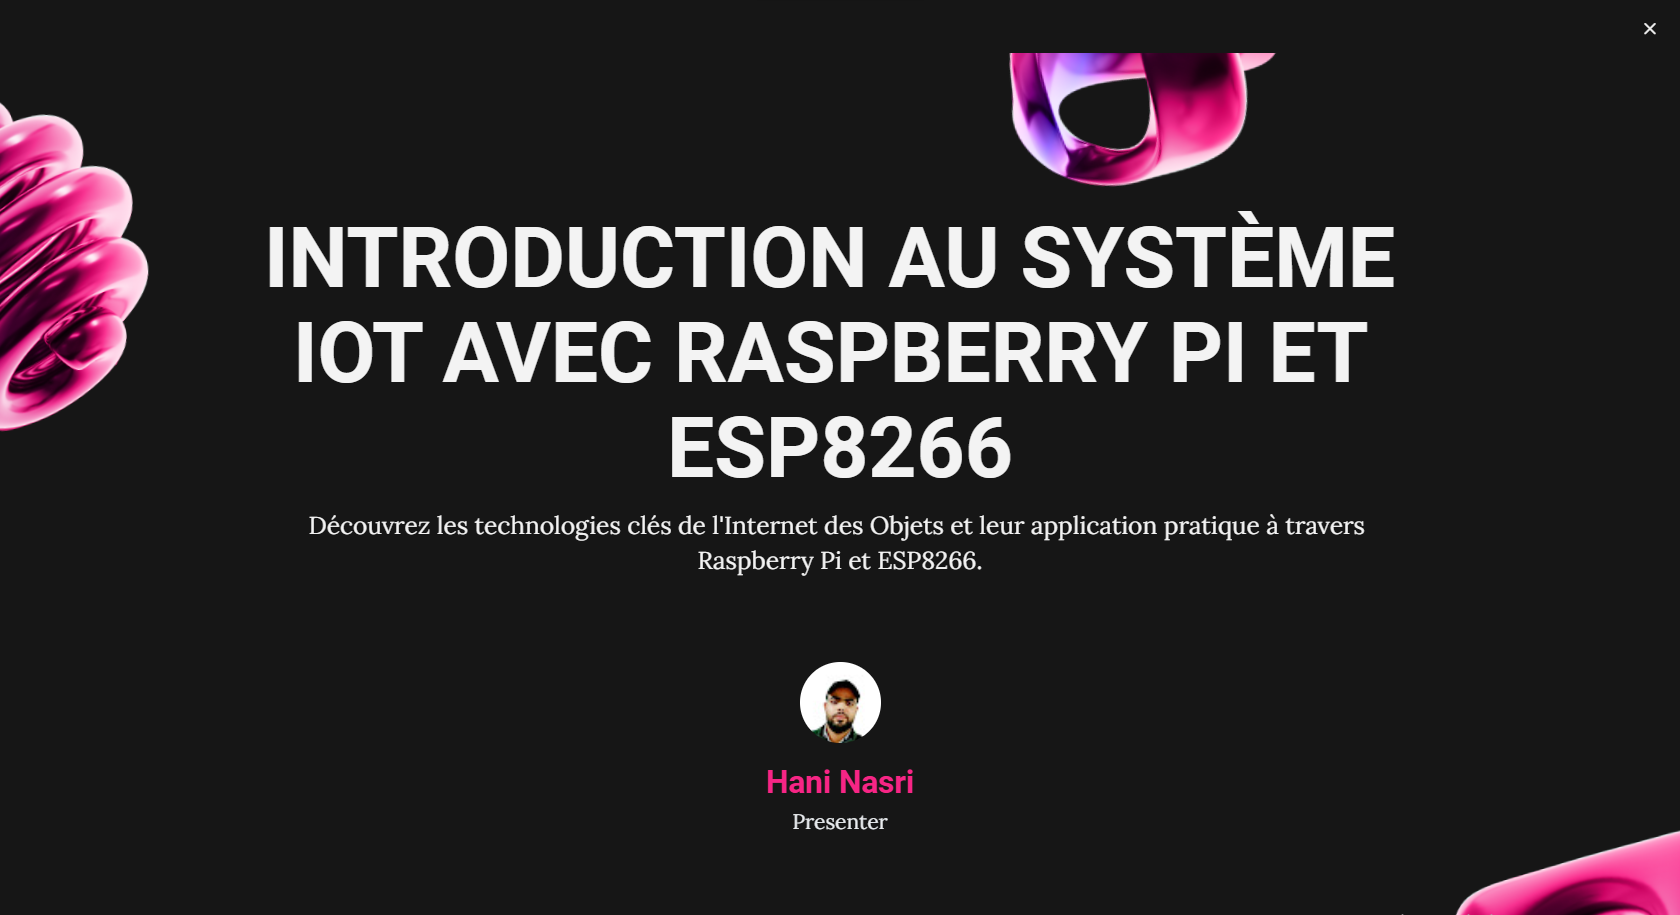 INTRODUCTION AU SYSTÈME
IOT AVEC RASPBERRY PI ET
ESP8266
Découvrez les technologies clés de l'Internet des Objets et leur application pratique à travers
Raspberry Pi et ESP8266.
Hani Nasri
Presenter